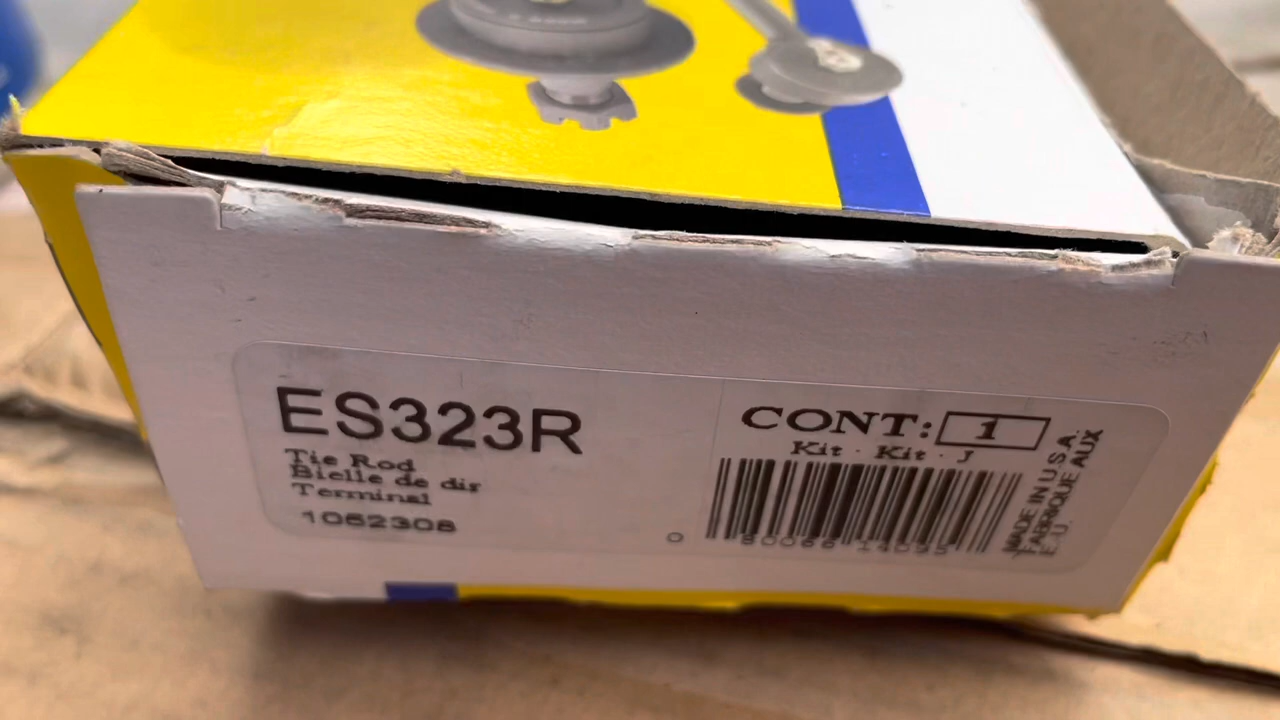 ES323R
Tie Rod
Bielle de dir
Terminal
1062308
CONT: 1
Kit · Kit · J
MADE IN U.S.A.
FABRIQUE AUX
E.U.